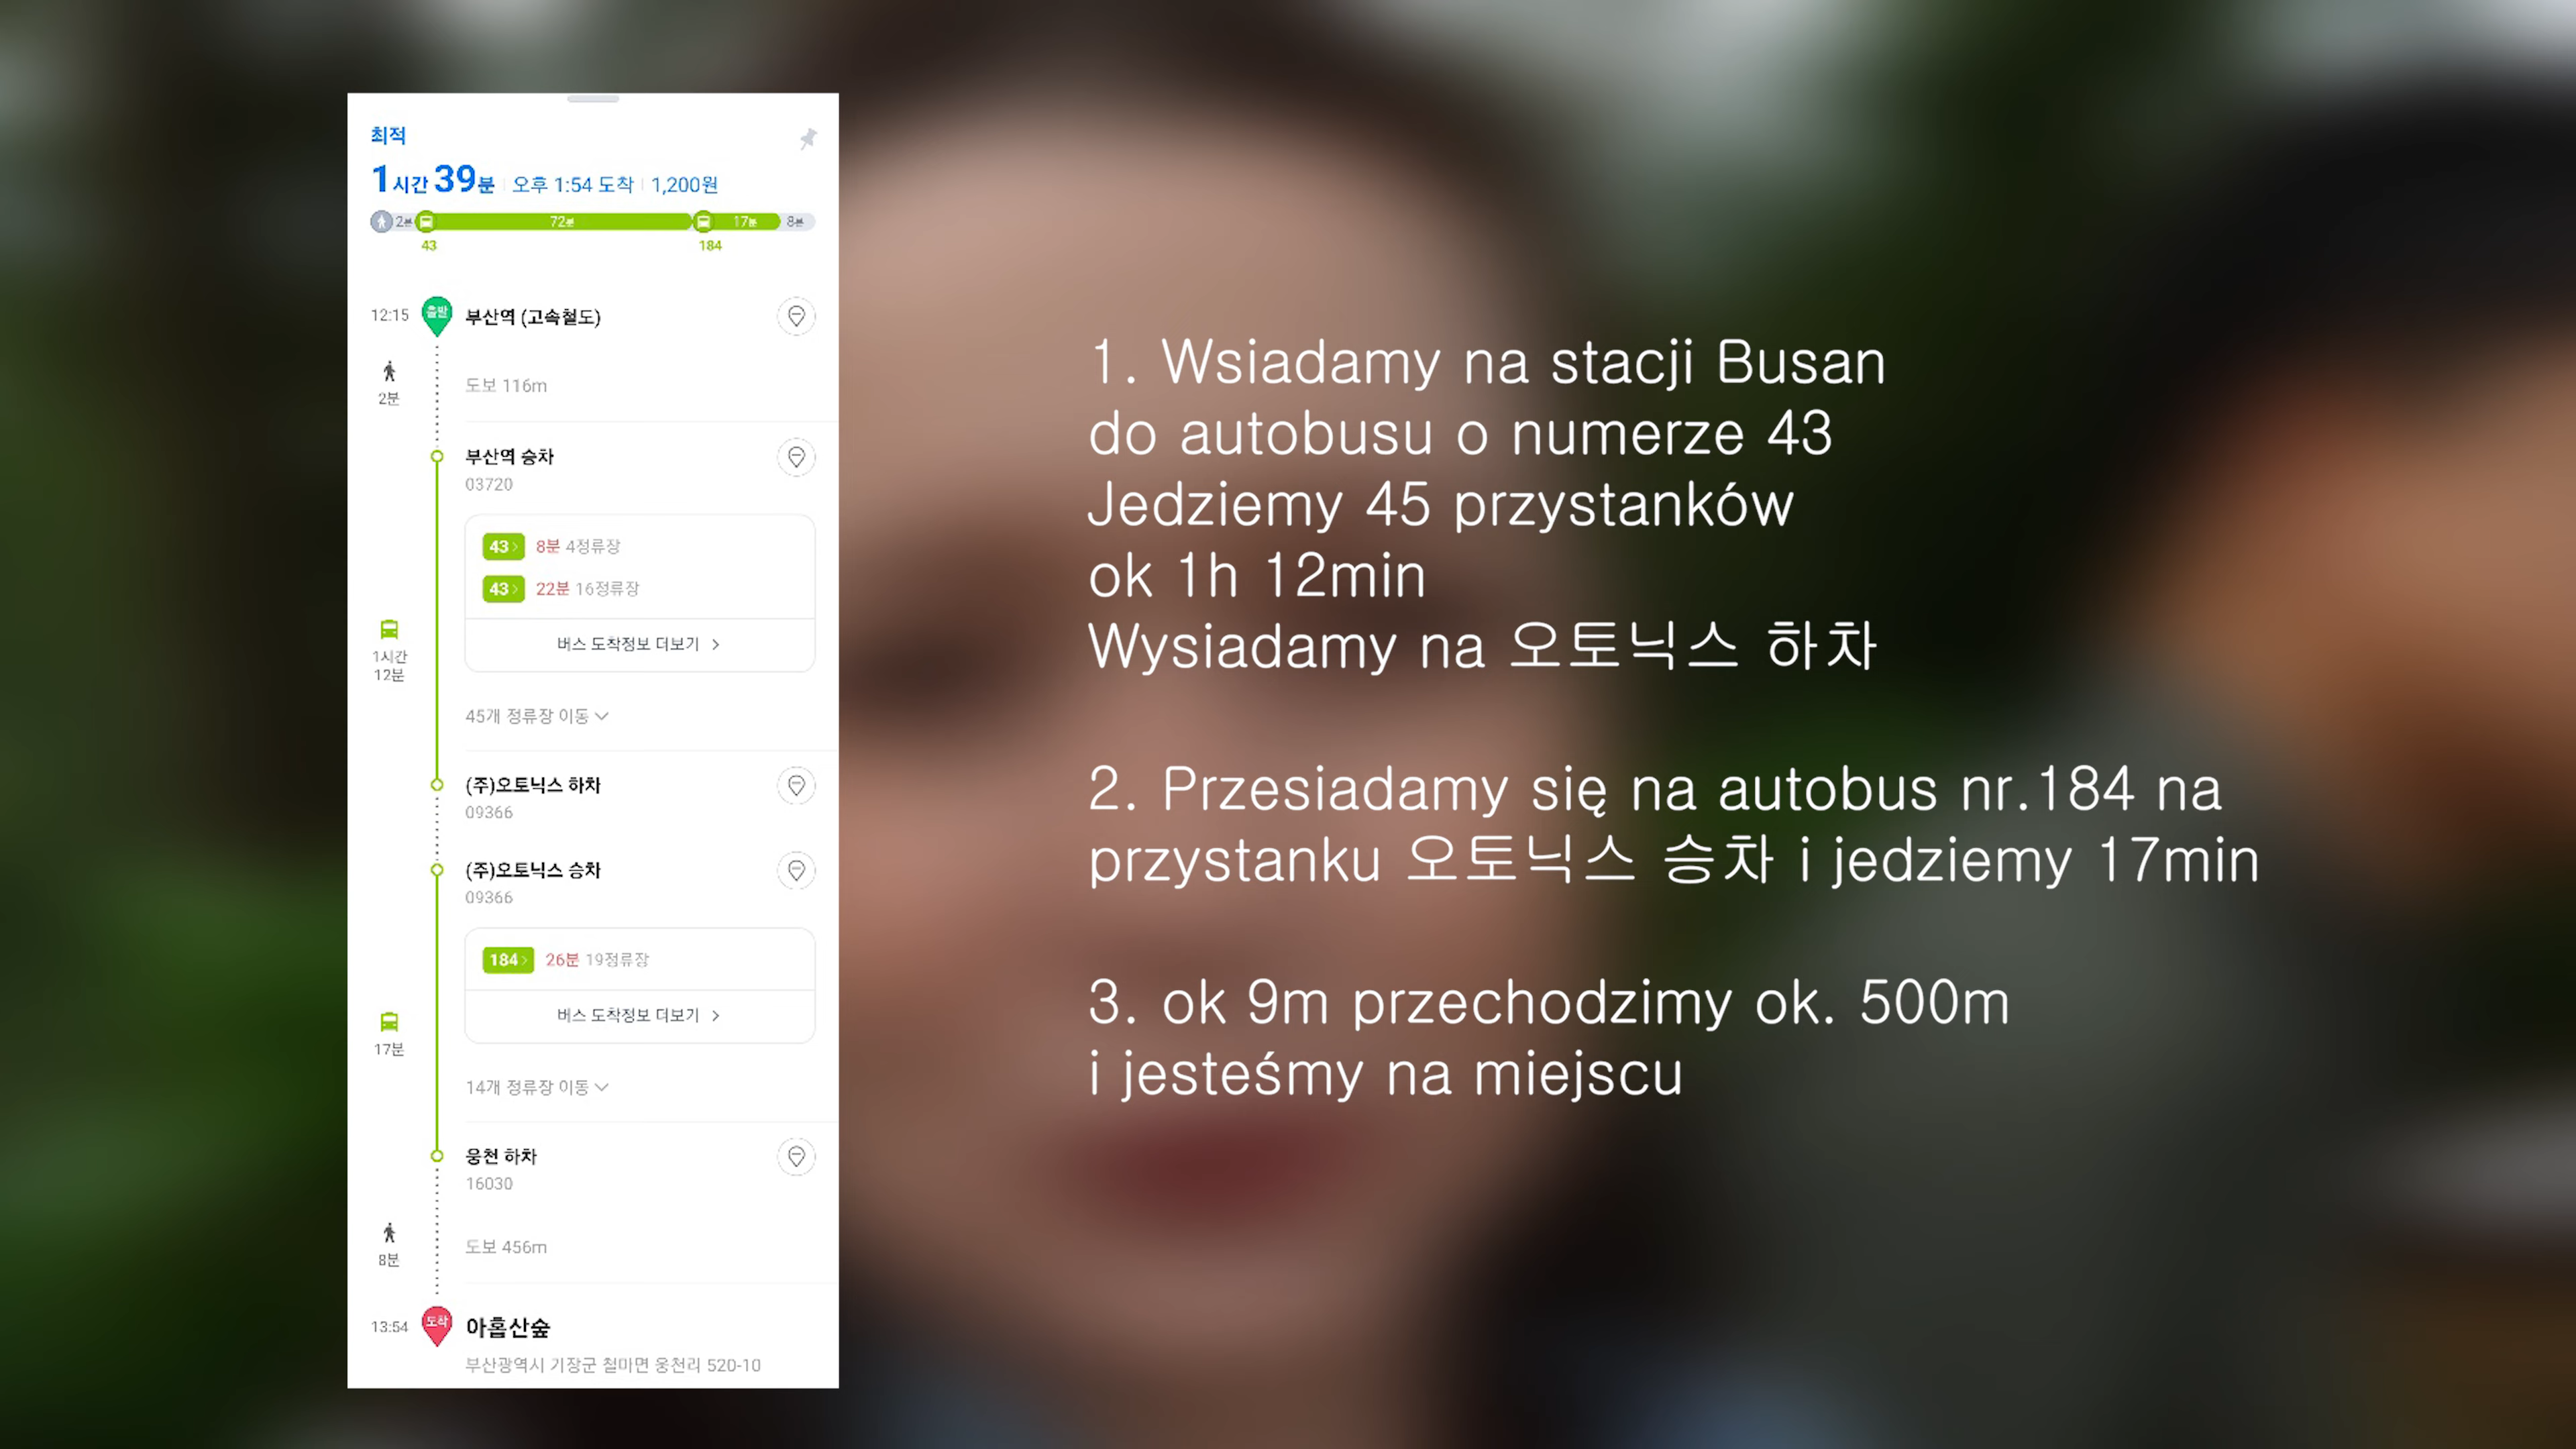 최적
1시간 39분 오후 1:54 도착 1,200원
2분 72분 17분 8분
43 184
12:15 출발 부산역 (고속철도)
2분 도보 116m
부산역 승차
03720
43 8분 4정류장
43 22분 16정류장
버스 도착정보 더보기
1시간
12분
45개 정류장 이동
(주)오토닉스 하차
09366
(주)오토닉스 승차
09366
184 26분 19정류장
버스 도착정보 더보기
17분
14개 정류장 이동
웅천 하차
16030
도보 456m
8분
13:54 도착 아홉산숲
부산광역시 기장군 철마면 웅천리 520-10
1. Wsiadamy na stacji Busan
do autobusu o numerze 43
Jedziemy 45 przystanków
ok 1h 12min
Wysiadamy na 오토닉스 하차
2. Przesiadamy się na autobus nr.184 na
przystanku 오토닉스 승차 i jedziemy 17min
3. ok 9m przechodzimy ok. 500m
i jesteśmy na miejscu